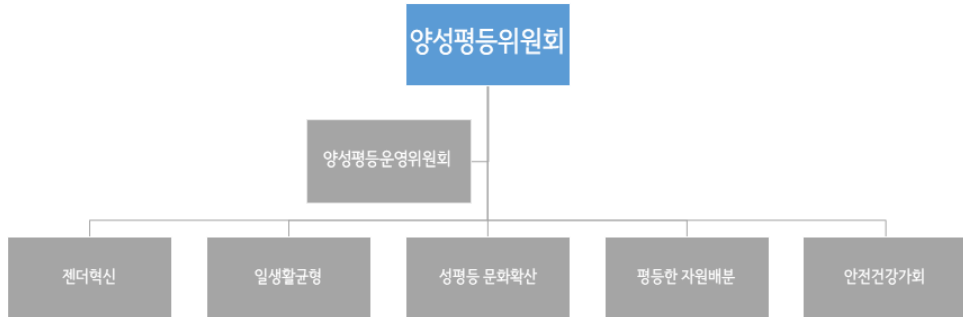 양성평등위원회
양성평등운영위원회
젠더혁신
일생활균형
성평등 문화확산
평등한 자원배분
안전건강가회